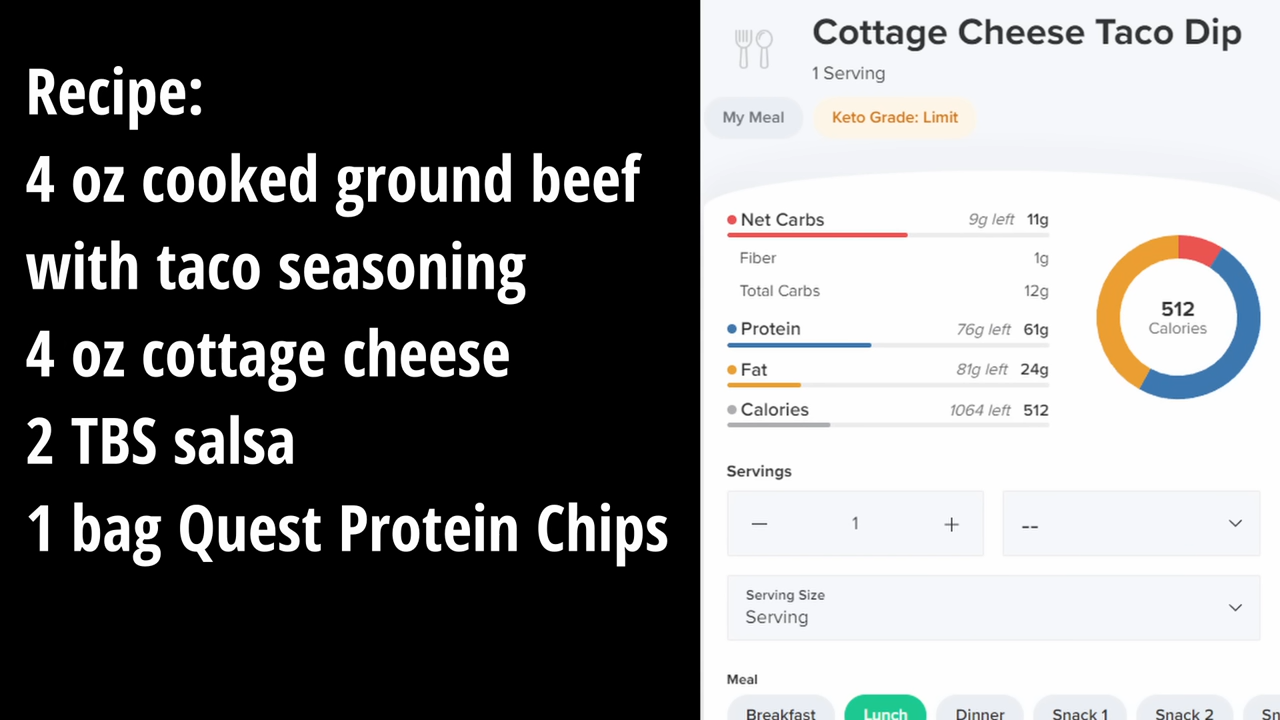 Recipe:
4 oz cooked ground beef
with taco seasoning
4 oz cottage cheese
2 TBS salsa
1 bag Quest Protein Chips
Cottage Cheese Taco Dip
1 Serving
My Meal
Keto Grade: Limit
Net Carbs 9g left 11g
Fiber 1g
Total Carbs 12g
Protein 76g left 61g
Fat 81g left 24g
Calories 1064 left 512
512
Calories
Servings
— 1 + --
Serving Size
Serving
Meal
Breakfast Lunch Dinner Snack 1 Snack 2 Sn